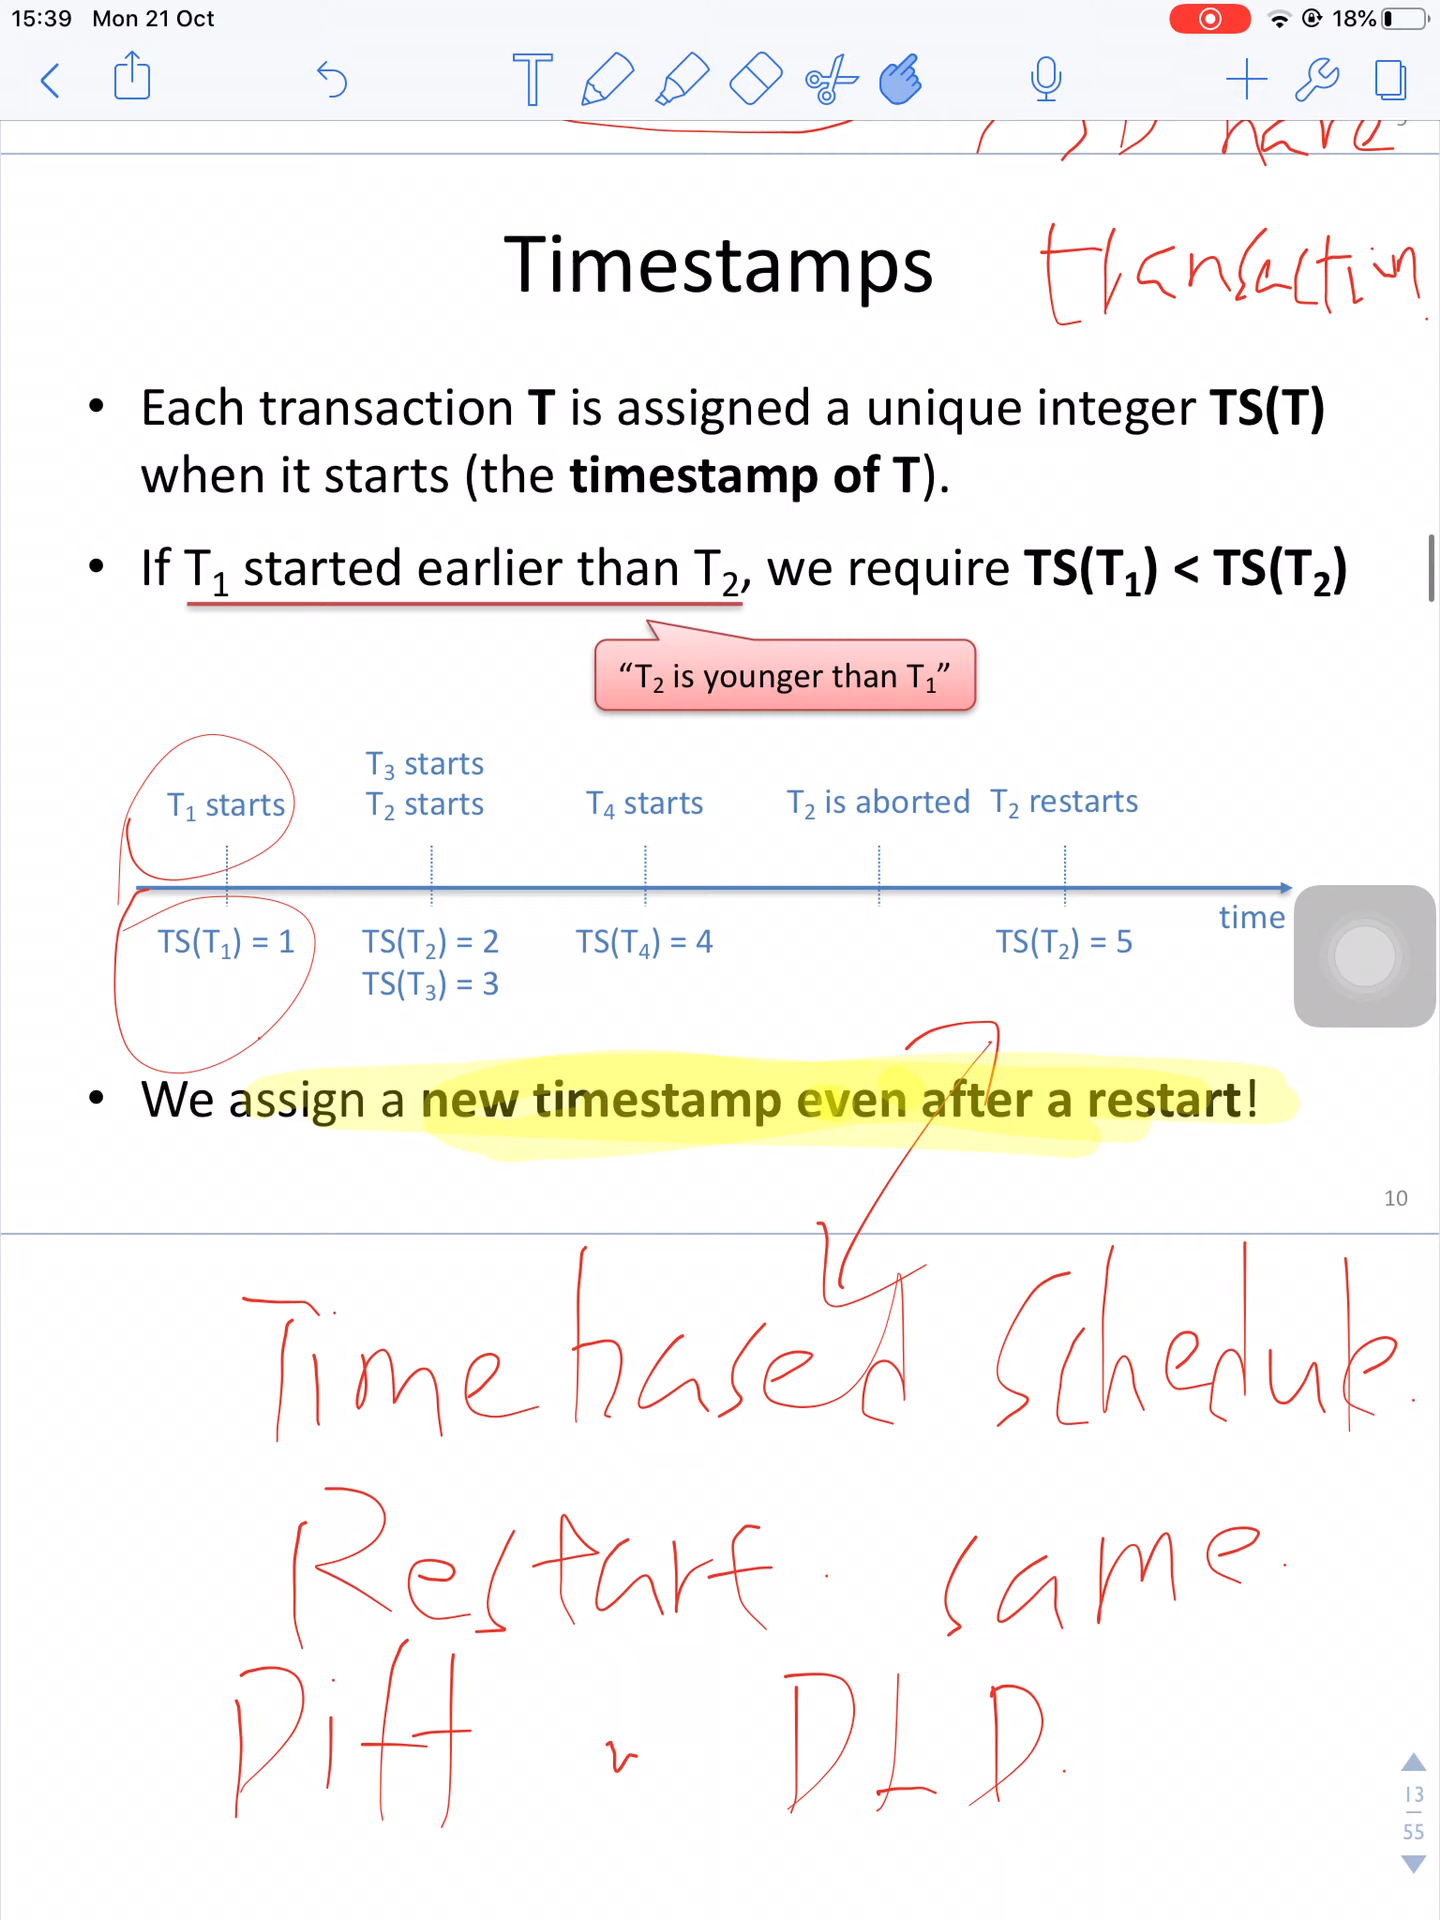 15:39 Mon 21 Oct 18%
have
Timestamps transaction.
• Each transaction T is assigned a unique integer TS(T)
when it starts (the timestamp of T).
• If T₁ started earlier than T₂, we require TS(T₁) < TS(T₂)
“T₂ is younger than T₁”
T₃ starts
T₁ starts T₂ starts T₄ starts T₂ is aborted T₂ restarts
time
TS(T₁) = 1 TS(T₂) = 2 TS(T₄) = 4 TS(T₂) = 5
TS(T₃) = 3
• We assign a new timestamp even after a restart!
10
Time based Schedule.
Restart. same.
Diff DLD.
13
55